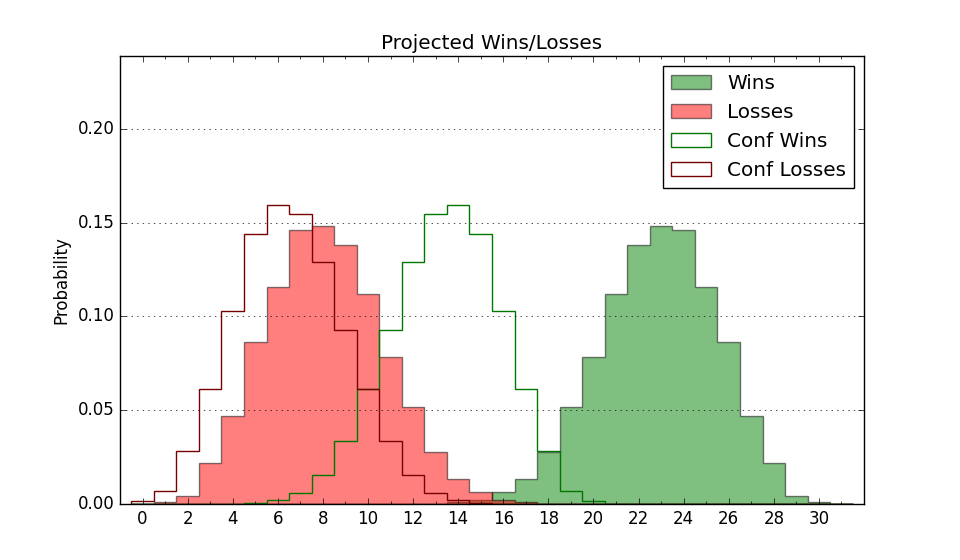 Projected Wins/Losses
Wins
Losses
Conf Wins
Conf Losses
Probability
0.20
0.15
0.10
0.05
0.00
0 2 4 6 8 10 12 14 16 18 20 22 24 26 28 30